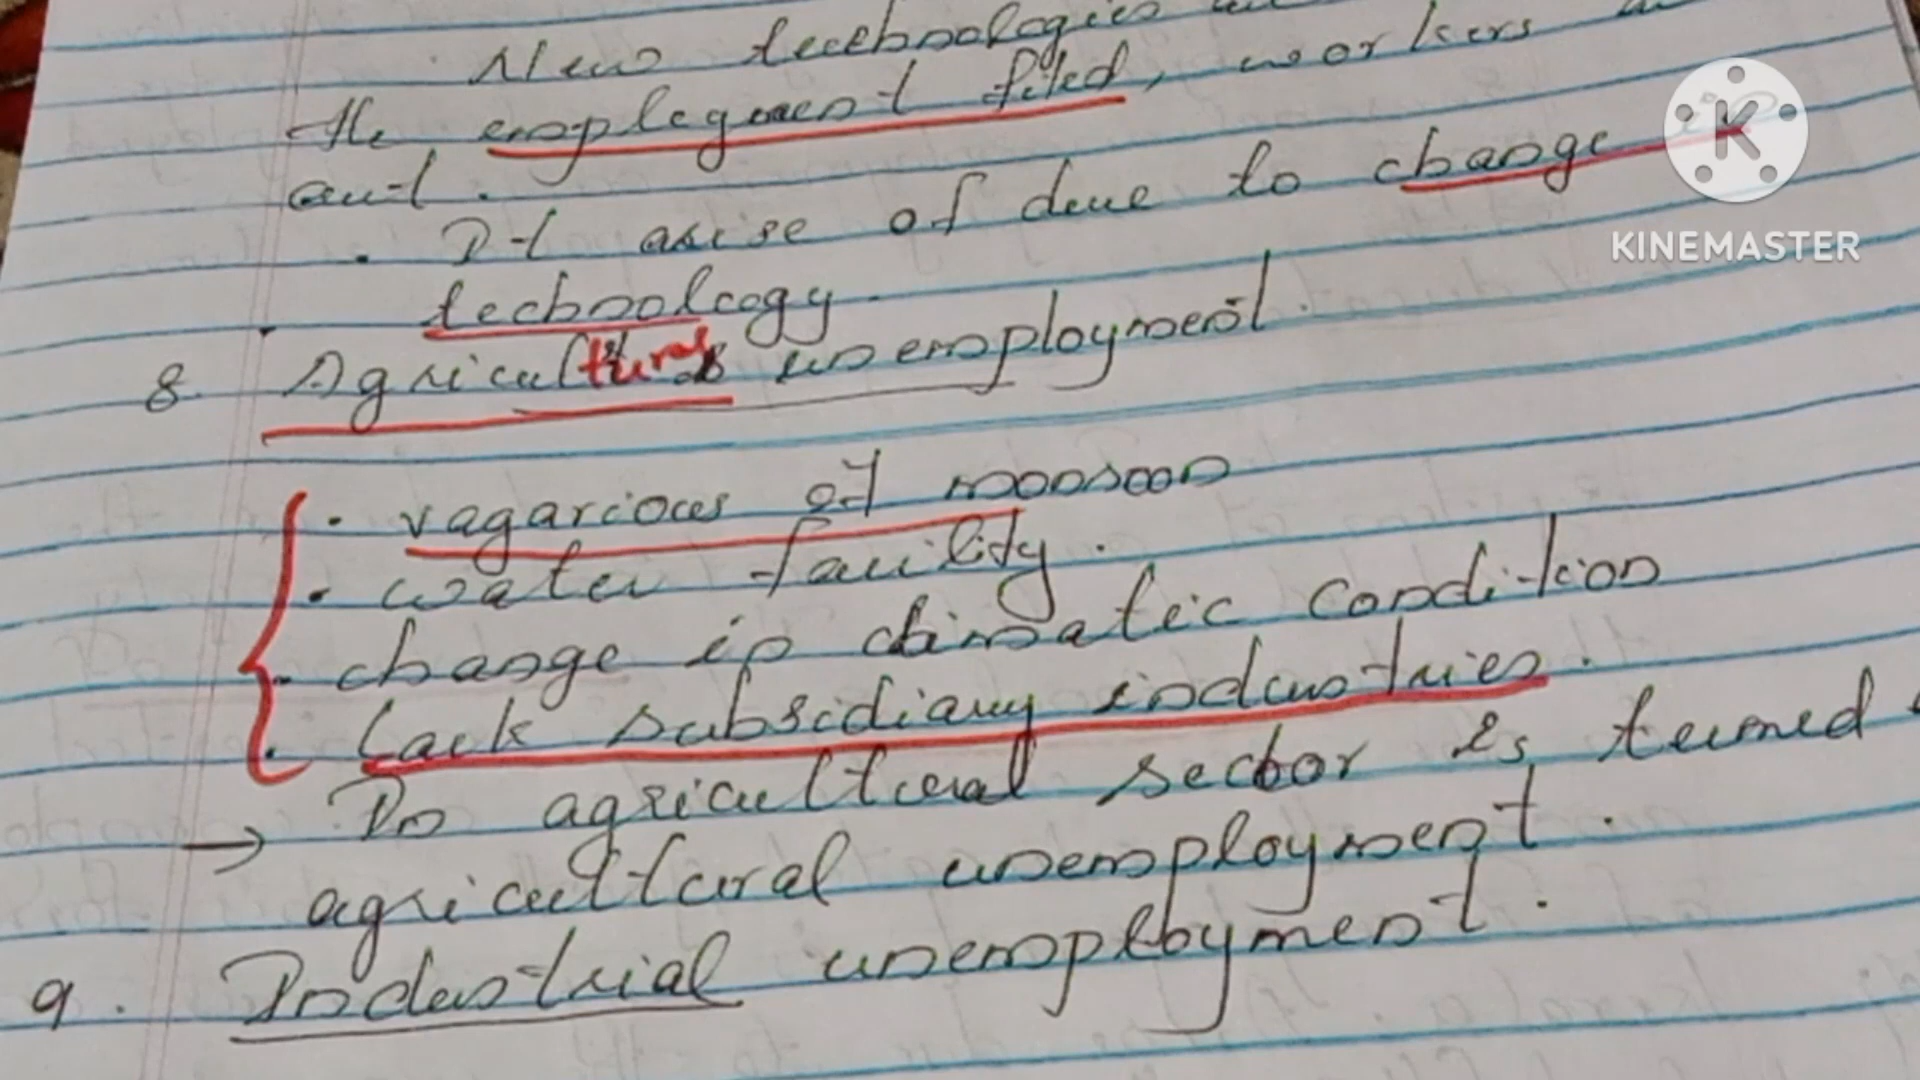 New technologies
the employment filed, workers
out.
It arise of due to change in
technology.
8. Agricultural unemployment.
. vagarious of monsoon
. water facility.
. change in climatic condition
. Lack subsidiary industries.
→ In agricultural sector is termed
agricultural unemployment.
9. Industrial unemployment.
KINEMASTER